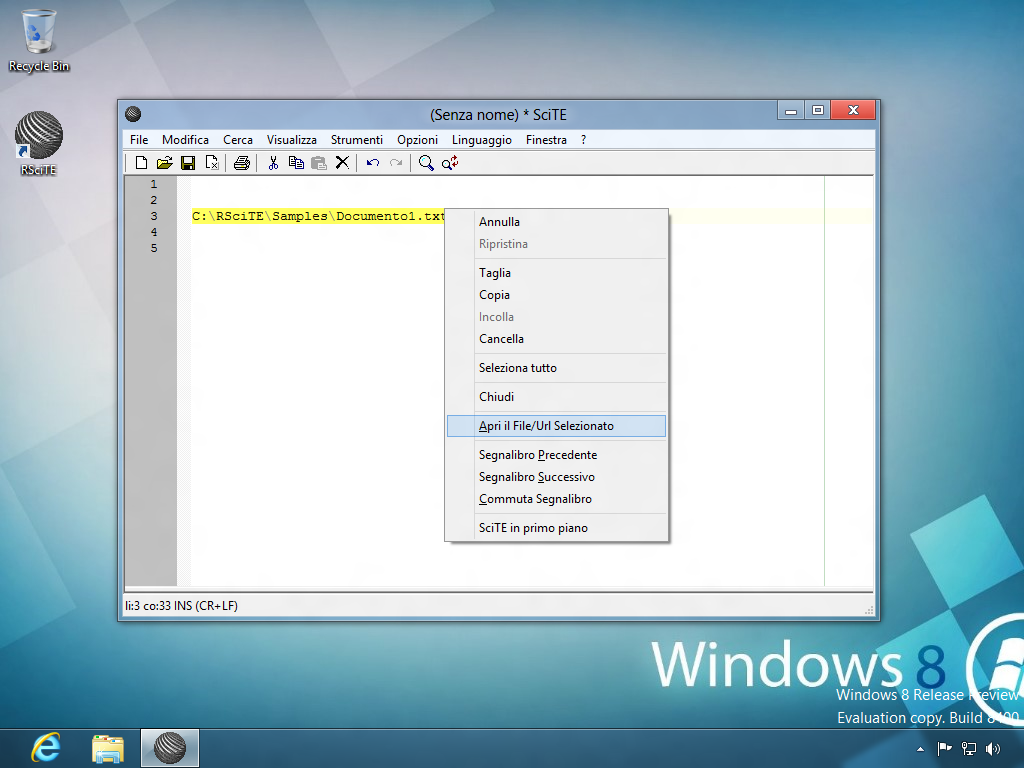 Recycle Bin
RSciTE
(Senza nome) * SciTE
File Modifica Cerca Visualizza Strumenti Opzioni Linguaggio Finestra ?
1
2
3 C:\RSciTE\Samples\Documento1.txt
4
5
Annulla
Ripristina
Taglia
Copia
Incolla
Cancella
Seleziona tutto
Chiudi
Apri il File/Url Selezionato
Segnalibro Precedente
Segnalibro Successivo
Commuta Segnalibro
SciTE in primo piano
li:3 co:33 INS (CR+LF)
Windows 8
Windows 8 Release Preview
Evaluation copy. Build 8400